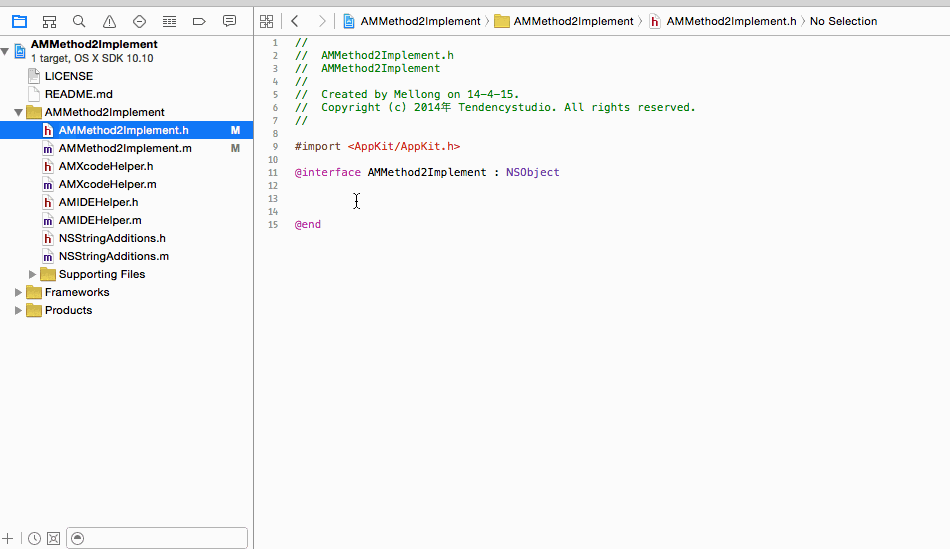 AMMethod2Implement
1 target, OS X SDK 10.10
LICENSE
README.md
AMMethod2Implement
AMMethod2Implement.h M
AMMethod2Implement.m M
AMXcodeHelper.h
AMXcodeHelper.m
AMIDEHelper.h
AMIDEHelper.m
NSStringAdditions.h
NSStringAdditions.m
Supporting Files
Frameworks
Products
AMMethod2Implement 〉 AMMethod2Implement 〉 AMMethod2Implement.h 〉 No Selection
1 //
2 //  AMMethod2Implement.h
3 //  AMMethod2Implement
4 //
5 //  Created by Mellong on 14-4-15.
6 //  Copyright (c) 2014年 Tendencystudio. All rights reserved.
7 //
8
9 #import <AppKit/AppKit.h>
10
11 @interface AMMethod2Implement : NSObject
12
13
14
15 @end